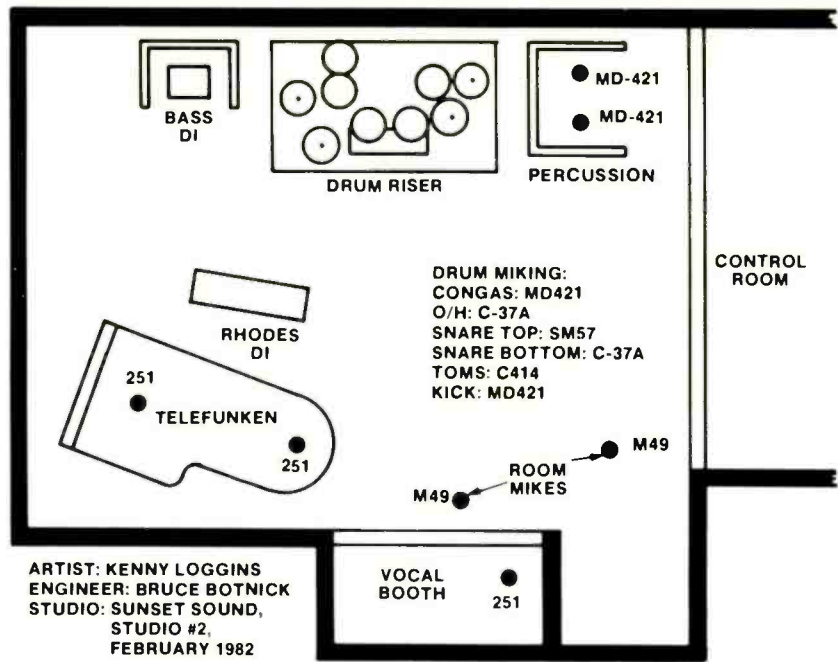 BASS
DI
DRUM RISER
MD-421
MD-421
PERCUSSION
CONTROL
ROOM
DRUM MIKING:
CONGAS: MD421
O/H: C-37A
SNARE TOP: SM57
SNARE BOTTOM: C-37A
TOMS: C414
KICK: MD421
RHODES
DI
251
TELEFUNKEN
251
M49
ROOM
MIKES
M49
VOCAL
BOOTH
251
ARTIST: KENNY LOGGINS
ENGINEER: BRUCE BOTNICK
STUDIO: SUNSET SOUND,
STUDIO #2,
FEBRUARY 1982